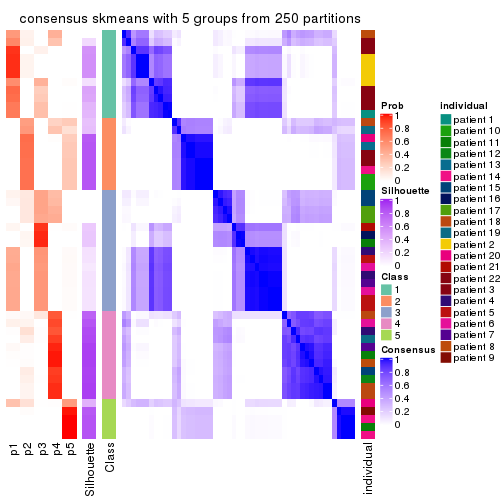 consensus skmeans with 5 groups from 250 partitions
Prob
1
0.8
0.6
0.4
0.2
0
Silhouette
1
0.8
0.6
0.4
0.2
0
Class
1
2
3
4
5
Consensus
1
0.8
0.6
0.4
0.2
0
individual
patient 1
patient 10
patient 11
patient 12
patient 13
patient 14
patient 15
patient 16
patient 17
patient 18
patient 19
patient 2
patient 20
patient 21
patient 22
patient 3
patient 4
patient 5
patient 6
patient 7
patient 8
patient 9
p1
p2
p3
p4
p5
Silhouette
Class
individual